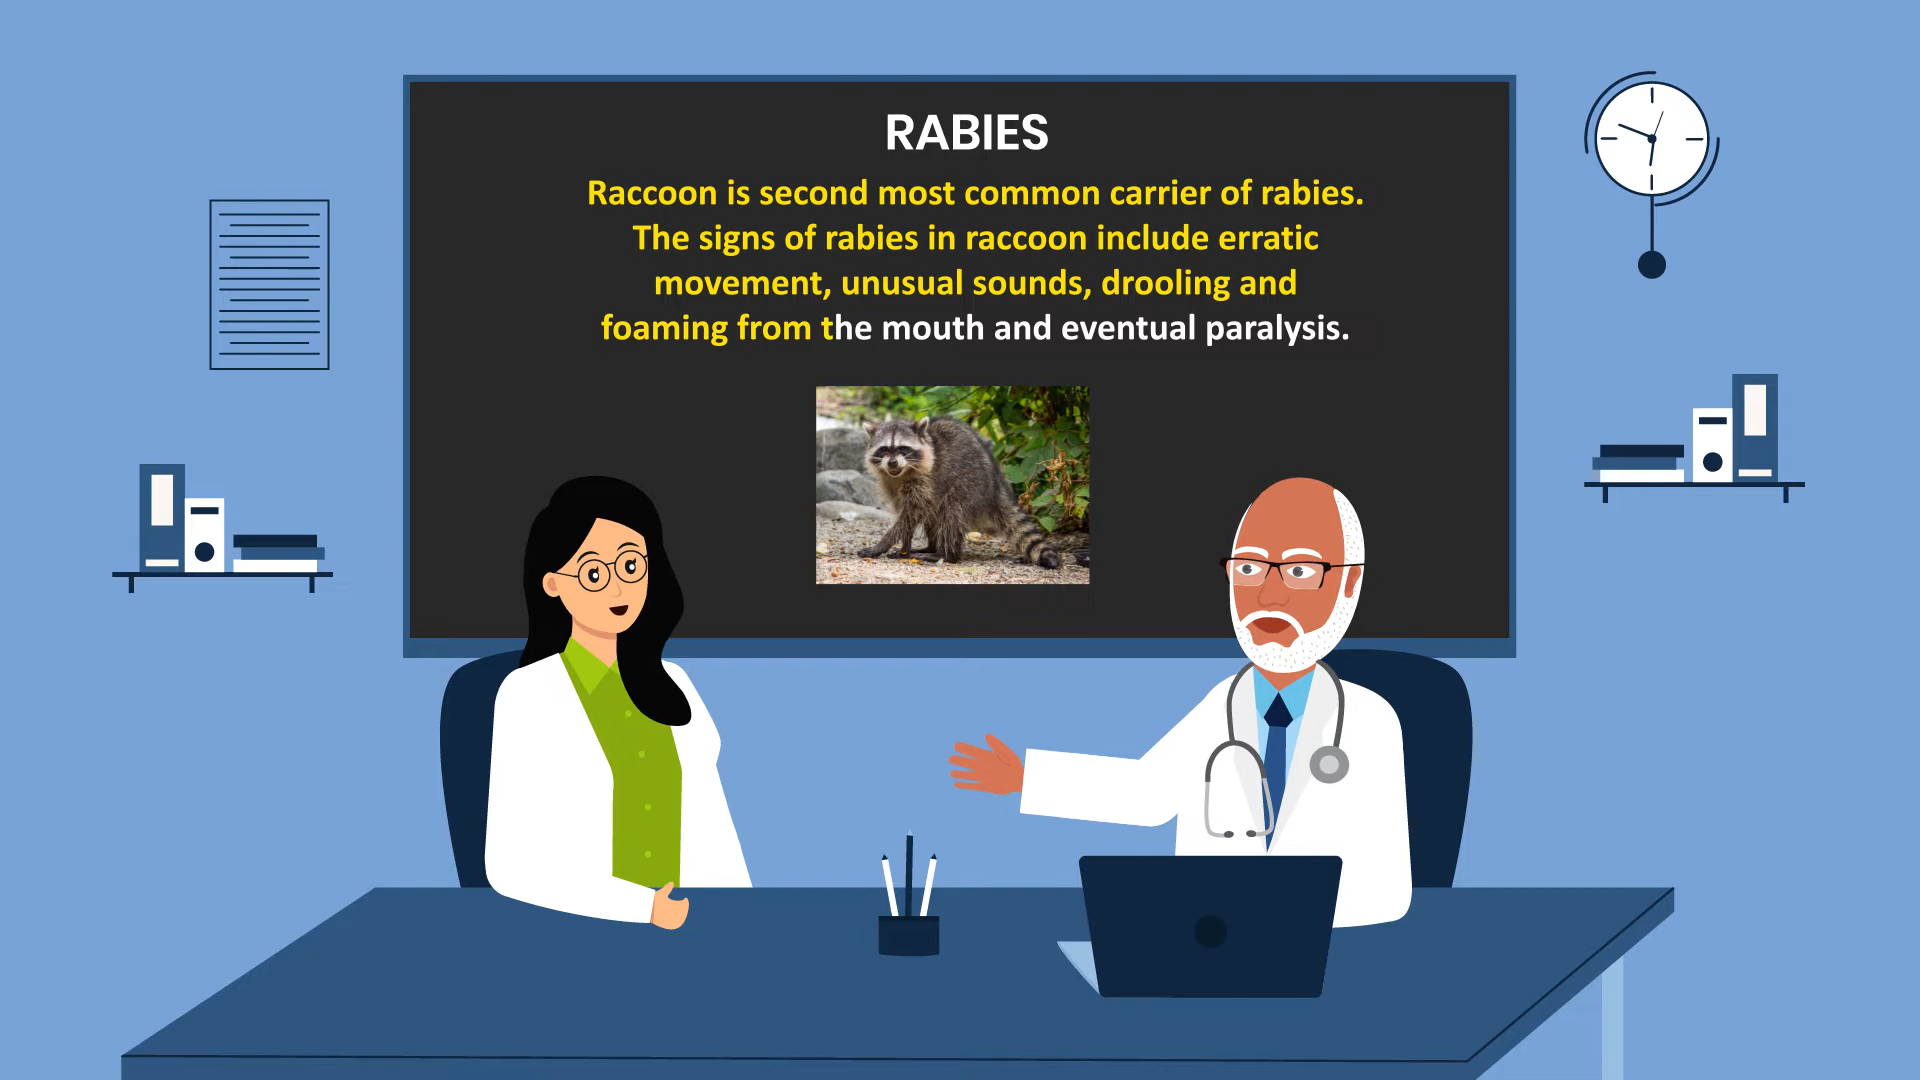 RABIES
Raccoon is second most common carrier of rabies.
The signs of rabies in raccoon include erratic
movement, unusual sounds, drooling and
foaming from the mouth and eventual paralysis.